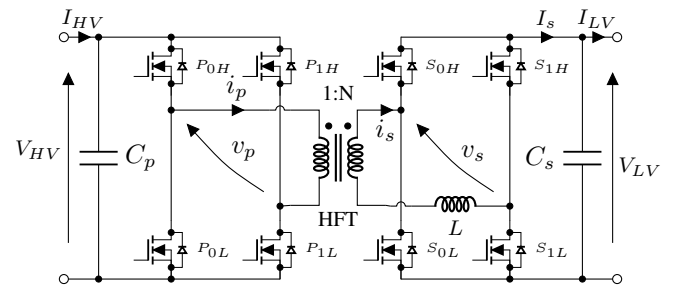 I_HV I_s I_LV
P_0H P_1H S_0H S_1H
i_p 1:N i_s
V_HV C_p v_p v_s C_s V_LV
HFT L
P_0L P_1L S_0L S_1L